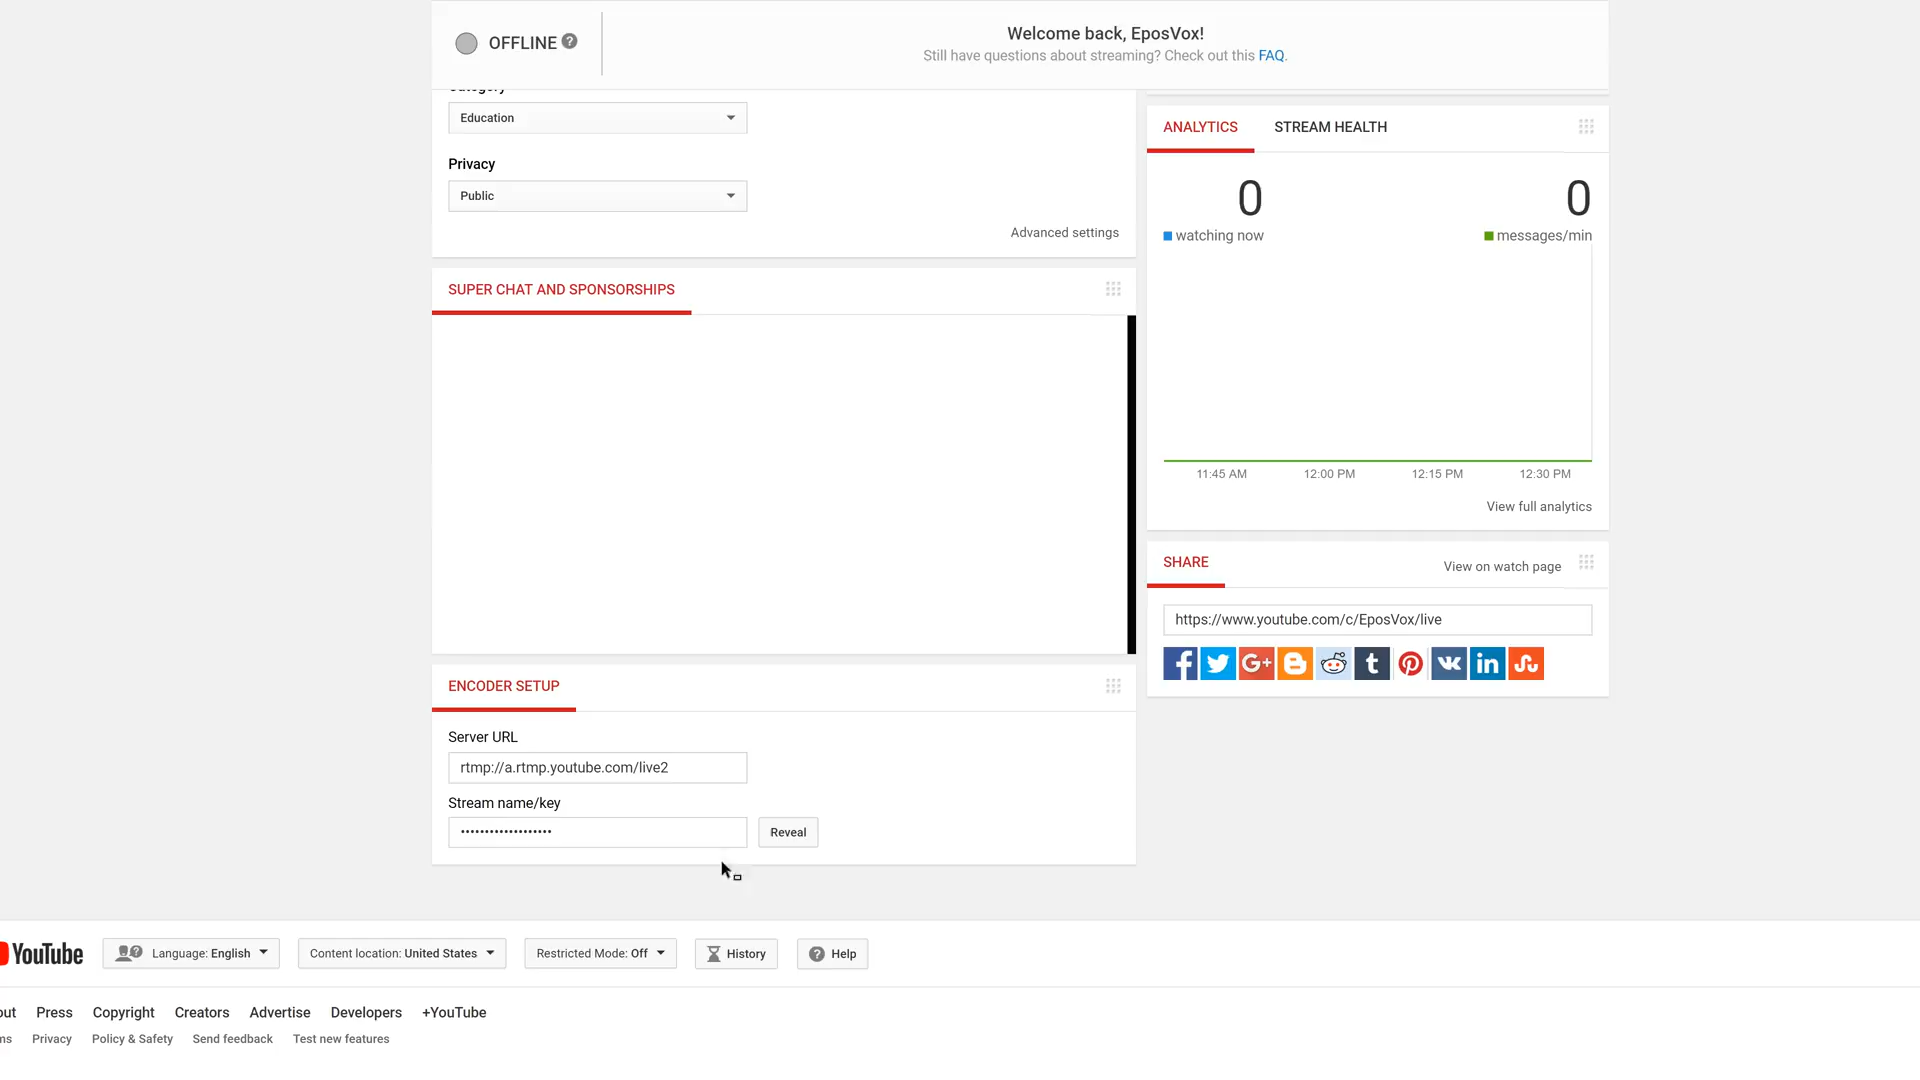 OFFLINE
Welcome back, EposVox!
Still have questions about streaming? Check out this FAQ.
Education
Privacy
Public
Advanced settings
SUPER CHAT AND SPONSORSHIPS
ENCODER SETUP
Server URL
rtmp://a.rtmp.youtube.com/live2
Stream name/key
•••••••••••••••••••
Reveal
ANALYTICS STREAM HEALTH
0 0
watching now messages/min
11:45 AM 12:00 PM 12:15 PM 12:30 PM
View full analytics
SHARE View on watch page
https://www.youtube.com/c/EposVox/live
YouTube Language: English Content location: United States Restricted Mode: Off History Help
out Press Copyright Creators Advertise Developers +YouTube
ms Privacy Policy & Safety Send feedback Test new features